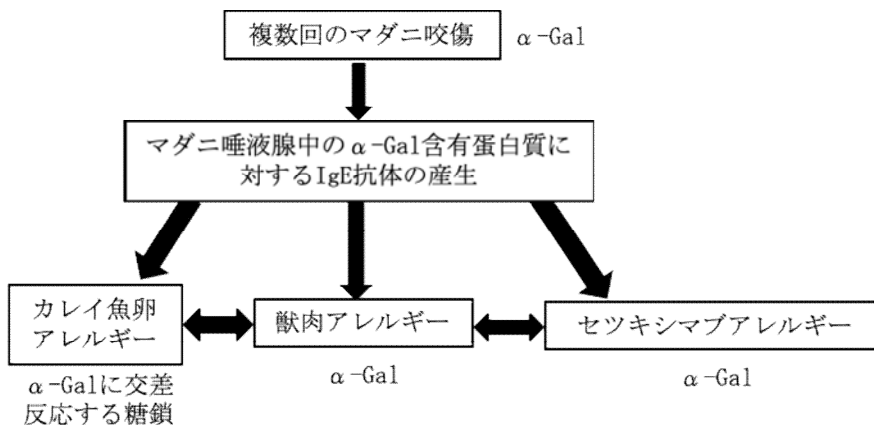 複数回のマダニ咬傷
α-Gal
マダニ唾液腺中のα-Gal含有蛋白質に
対するIgE抗体の産生
カレイ魚卵
アレルギー
獣肉アレルギー
セツキシマブアレルギー
α-Galに交差
反応する糖鎖
α-Gal
α-Gal